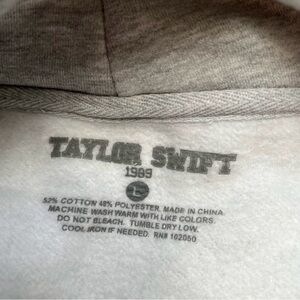 TAYLOR SWIFT
1989
L
52% COTTON 48% POLYESTER. MADE IN CHINA
MACHINE WASH WARM WITH LIKE COLORS.
DO NOT BLEACH. TUMBLE DRY LOW.
COOL IRON IF NEEDED. RN# 102050